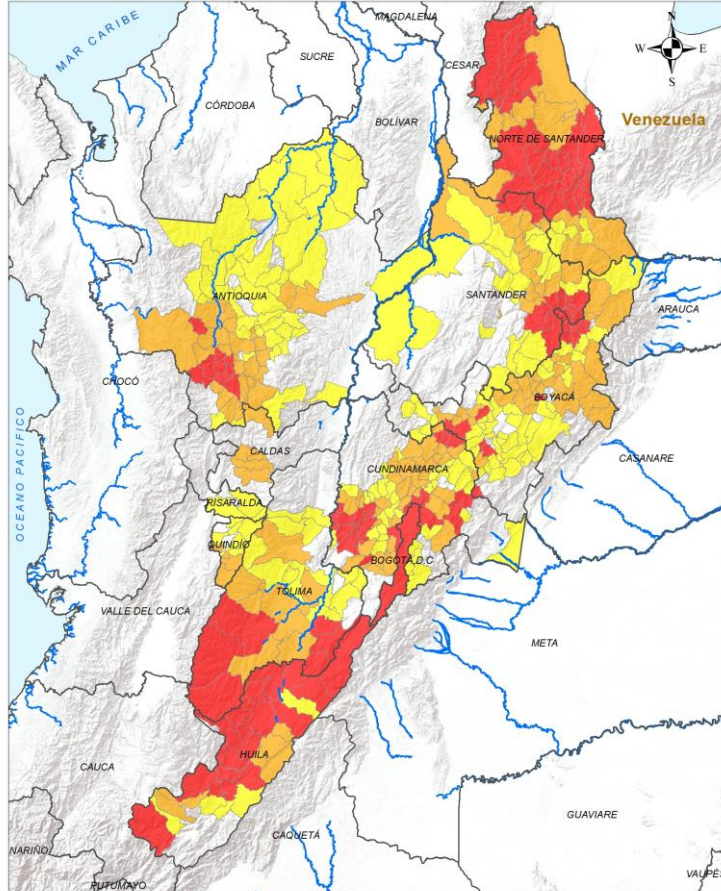 MAGDALENA
MAR CARIBE
N
W E
S
SUCRE
CESAR
CÓRDOBA
BOLÍVAR
Venezuela
NORTE DE SANTANDER
ANTIOQUIA
SANTANDER
ARAUCA
CHOCÓ
BOYACÁ
OCEANO PACIFICO
CALDAS
CUNDINAMARCA
CASANARE
RISARALDA
QUINDÍO
BOGOTÁ D.C
TOLIMA
VALLE DEL CAUCA
META
HUILA
CAUCA
GUAVIARE
CAQUETÁ
NARIÑO
PUTUMAYO
VAUPÉS